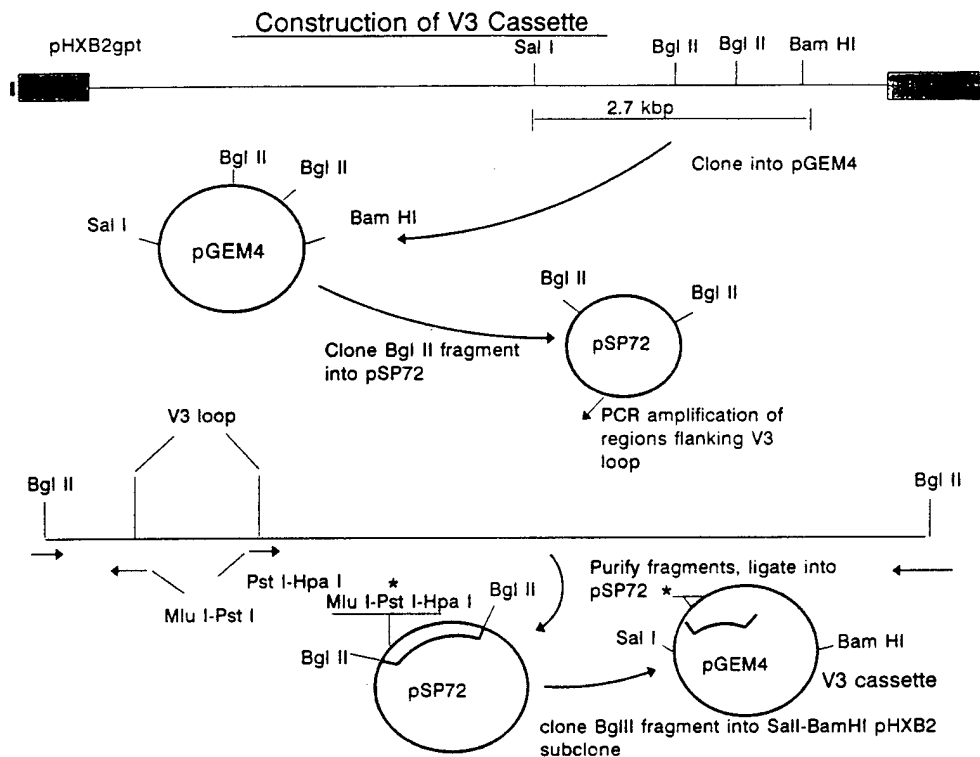 Construction of V3 Cassette
pHXB2gpt
Sal I
Bgl II
Bgl II
Bam HI
2.7 kbp
Clone into pGEM4
Bgl II
Bgl II
Sal I
Bam HI
pGEM4
Bgl II
Bgl II
pSP72
Clone Bgl II fragment
into pSP72
PCR amplification of
regions flanking V3
loop
V3 loop
Bgl II
Bgl II
Pst I-Hpa I
Mlu I-Pst I
*
Mlu I-Pst I-Hpa I
Bgl II
Bgl II
pSP72
Purify fragments, ligate into
pSP72 *
Sal I
Bam HI
pGEM4
V3 cassette
clone BglII fragment into SalI-BamHI pHXB2
subclone